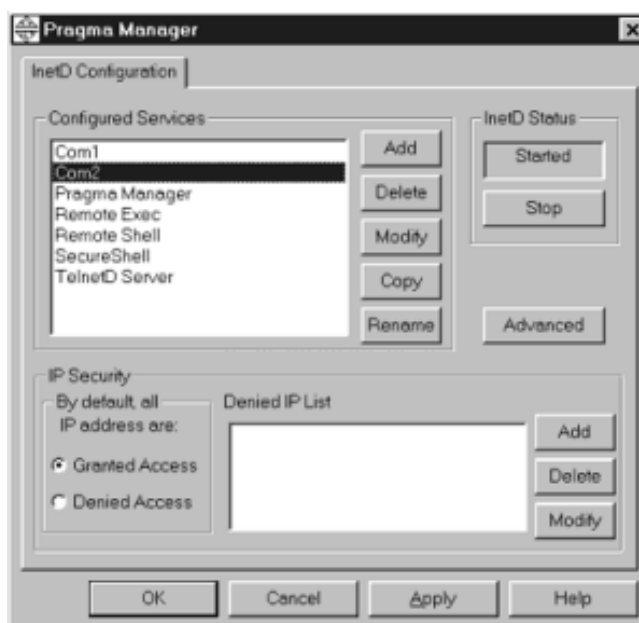 Pragma Manager
InetD Configuration
Configured Services
Com1
Com2
Pragma Manager
Remote Exec
Remote Shell
SecureShell
TelnetD Server
Add
Delete
Modify
Copy
Rename
InetD Status
Started
Stop
Advanced
IP Security
By default, all
IP address are:
Granted Access
Denied Access
Denied IP List
Add
Delete
Modify
OK
Cancel
Apply
Help